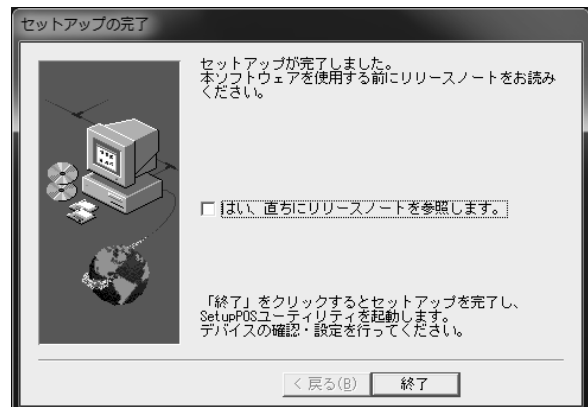 セットアップの完了
セットアップが完了しました。
本ソフトウェアを使用する前にリリースノートをお読み
ください。
はい、直ちにリリースノートを参照します。
「終了」をクリックするとセットアップを完了し、
SetupPOSユーティリティを起動します。
デバイスの確認・設定を行ってください。
< 戻る(B)
終了